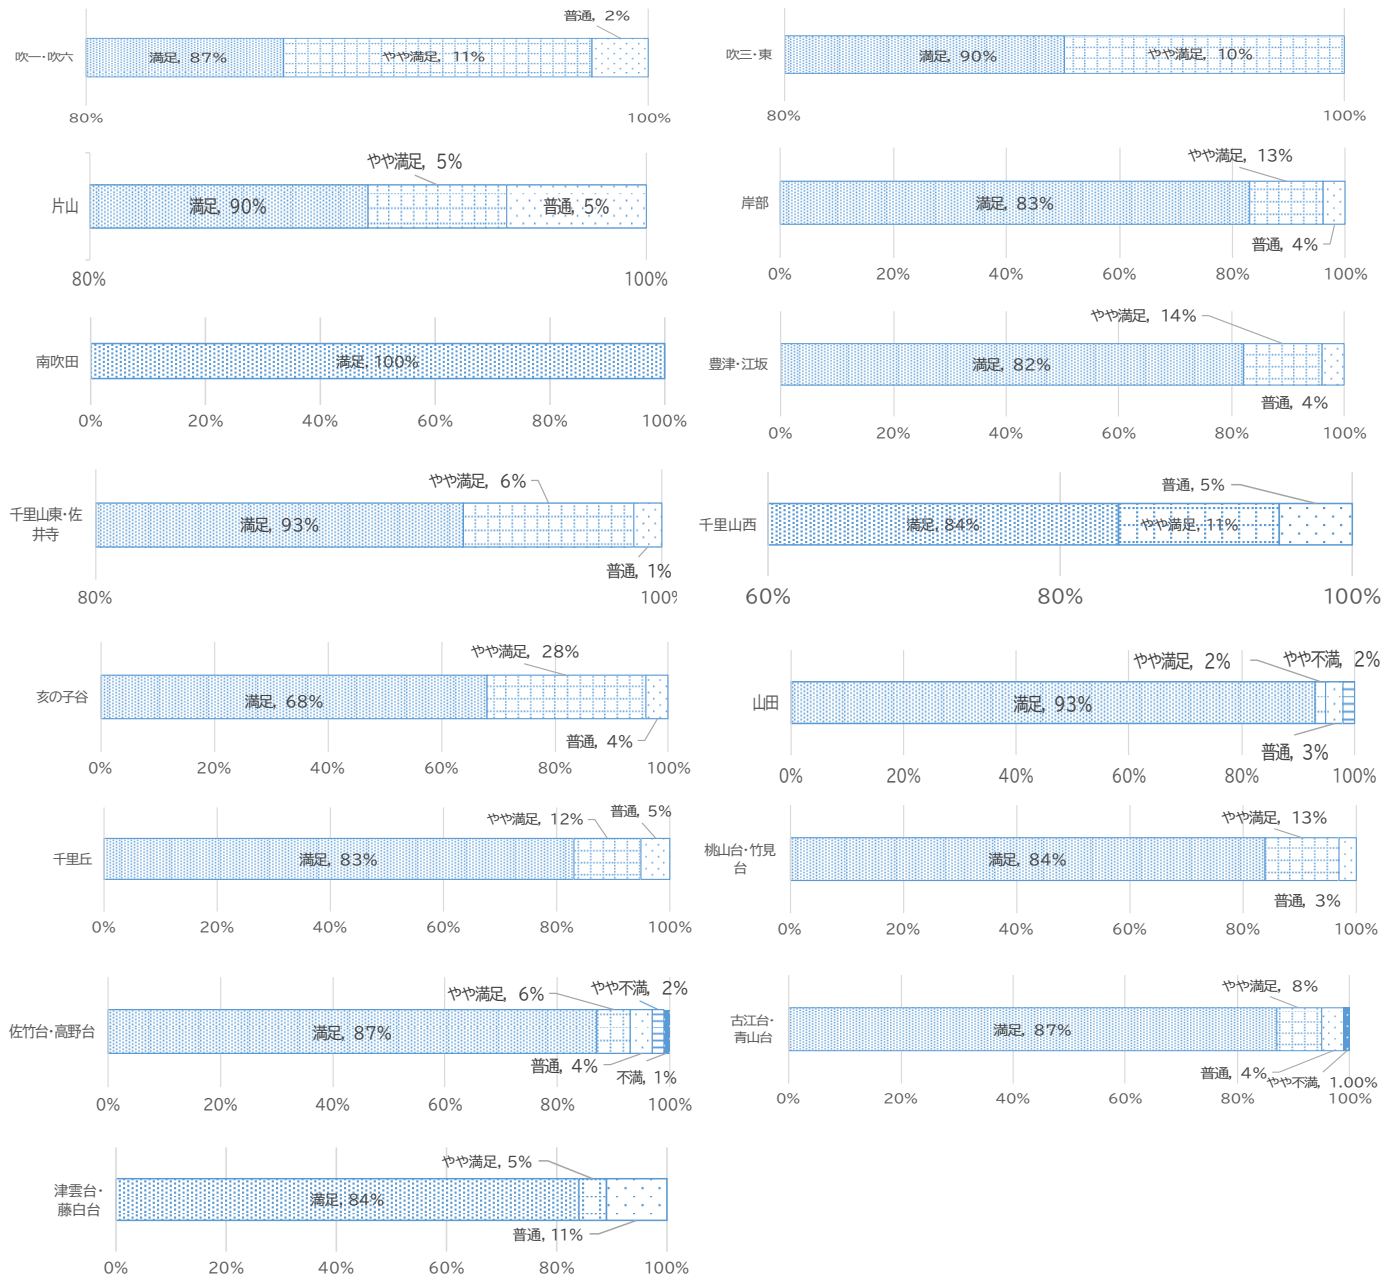 普通, 2%
吹一・吹六
満足, 87%
やや満足, 11%
80%
100%
吹三・東
満足, 90%
やや満足, 10%
80%
100%
やや満足, 5%
片山
満足, 90%
普通, 5%
80%
100%
やや満足, 13%
岸部
満足, 83%
普通, 4%
0% 20% 40% 60% 80% 100%
南吹田
満足, 100%
0% 20% 40% 60% 80% 100%
やや満足, 14%
豊津・江坂
満足, 82%
普通, 4%
0% 20% 40% 60% 80% 100%
やや満足, 6%
千里山東・佐
井寺
満足, 93%
普通, 1%
80%
100%
普通, 5%
千里山西
満足, 84%
やや満足, 11%
60% 80% 100%
やや満足, 28%
亥の子谷
満足, 68%
普通, 4%
0% 20% 40% 60% 80% 100%
やや満足, 2%
やや不満, 2%
山田
満足, 93%
普通, 3%
0% 20% 40% 60% 80% 100%
やや満足, 12%
普通, 5%
千里丘
満足, 83%
0% 20% 40% 60% 80% 100%
やや満足, 13%
桃山台・竹見
台
満足, 84%
普通, 3%
0% 20% 40% 60% 80% 100%
やや満足, 6%
やや不満, 2%
佐竹台・高野台
満足, 87%
普通, 4%
不満, 1%
0% 20% 40% 60% 80% 100%
やや満足, 8%
古江台・
青山台
満足, 87%
普通, 4%
やや不満, 1.00%
0% 20% 40% 60% 80% 100%
やや満足, 5%
津雲台・
藤白台
満足, 84%
普通, 11%
0% 20% 40% 60% 80% 100%